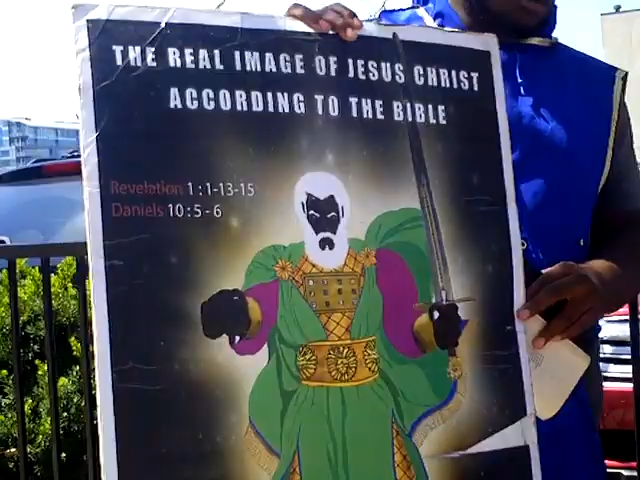 THE REAL IMAGE OF JESUS CHRIST
ACCORDING TO THE BIBLE
Revelation 1:1-13-15
Daniels 10:5-6